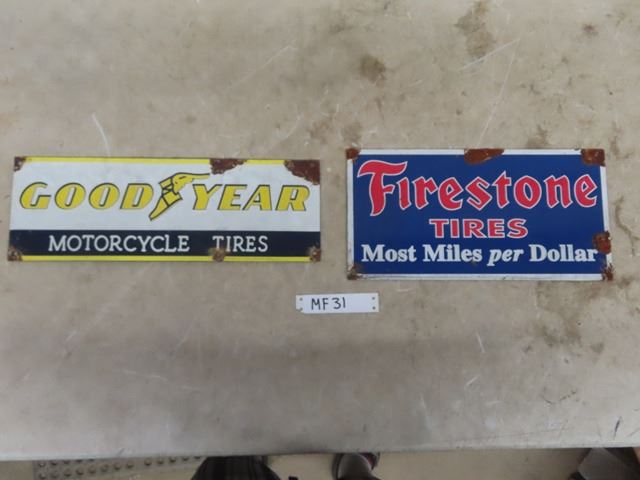 GOOD YEAR
MOTORCYCLE TIRES
Firestone
TIRES
Most Miles per Dollar
MF31